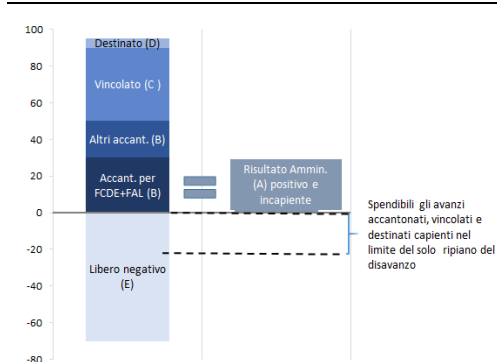 100
80
60
40
20
0
-20
-40
-60
-80
Destinato (D)
Vincolato (C )
Altri accant. (B)
Accant. per
FCDE+FAL (B)
Libero negativo
(E)
Risultato Ammin.
(A) positivo e
incapiente
Spendibili gli avanzi
accantonati, vincolati e
destinati capienti nel
limite del solo ripiano del
disavanzo